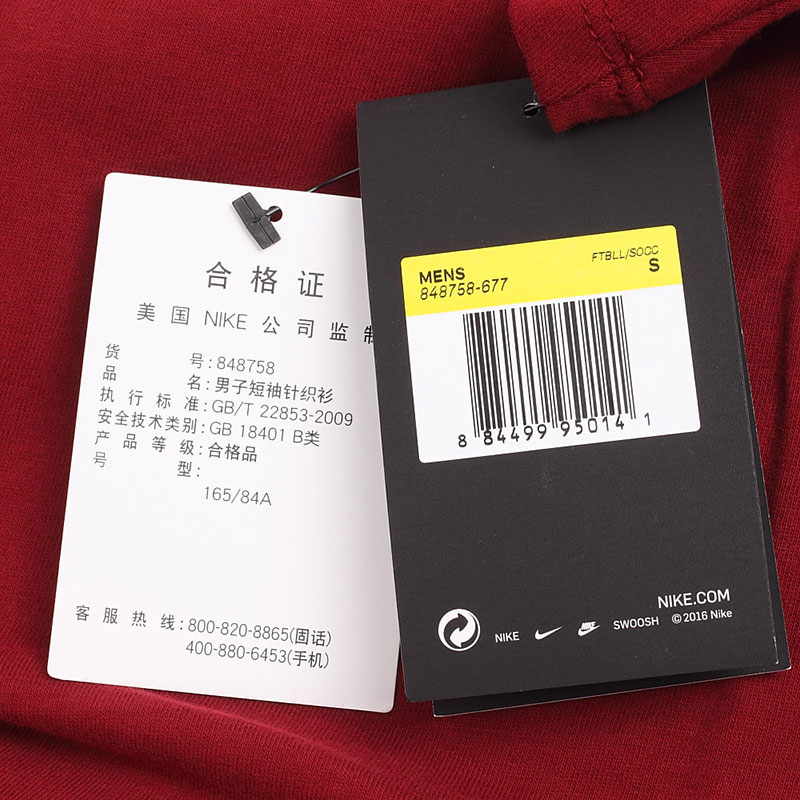 合格证
美国 NIKE 公司监制
货号:848758
品名:男子短袖针织衫
执行标准:GB/T 22853-2009
安全技术类别:GB 18401 B类
产品等级:合格品
号型:
165/84A
客服热线:800-820-8865(固话)
400-880-6453(手机)
MENS
848758-677
FTBLL/SOCC
S
8 84499 95014 1
NIKE.COM
NIKE SWOOSH ©2016 Nike